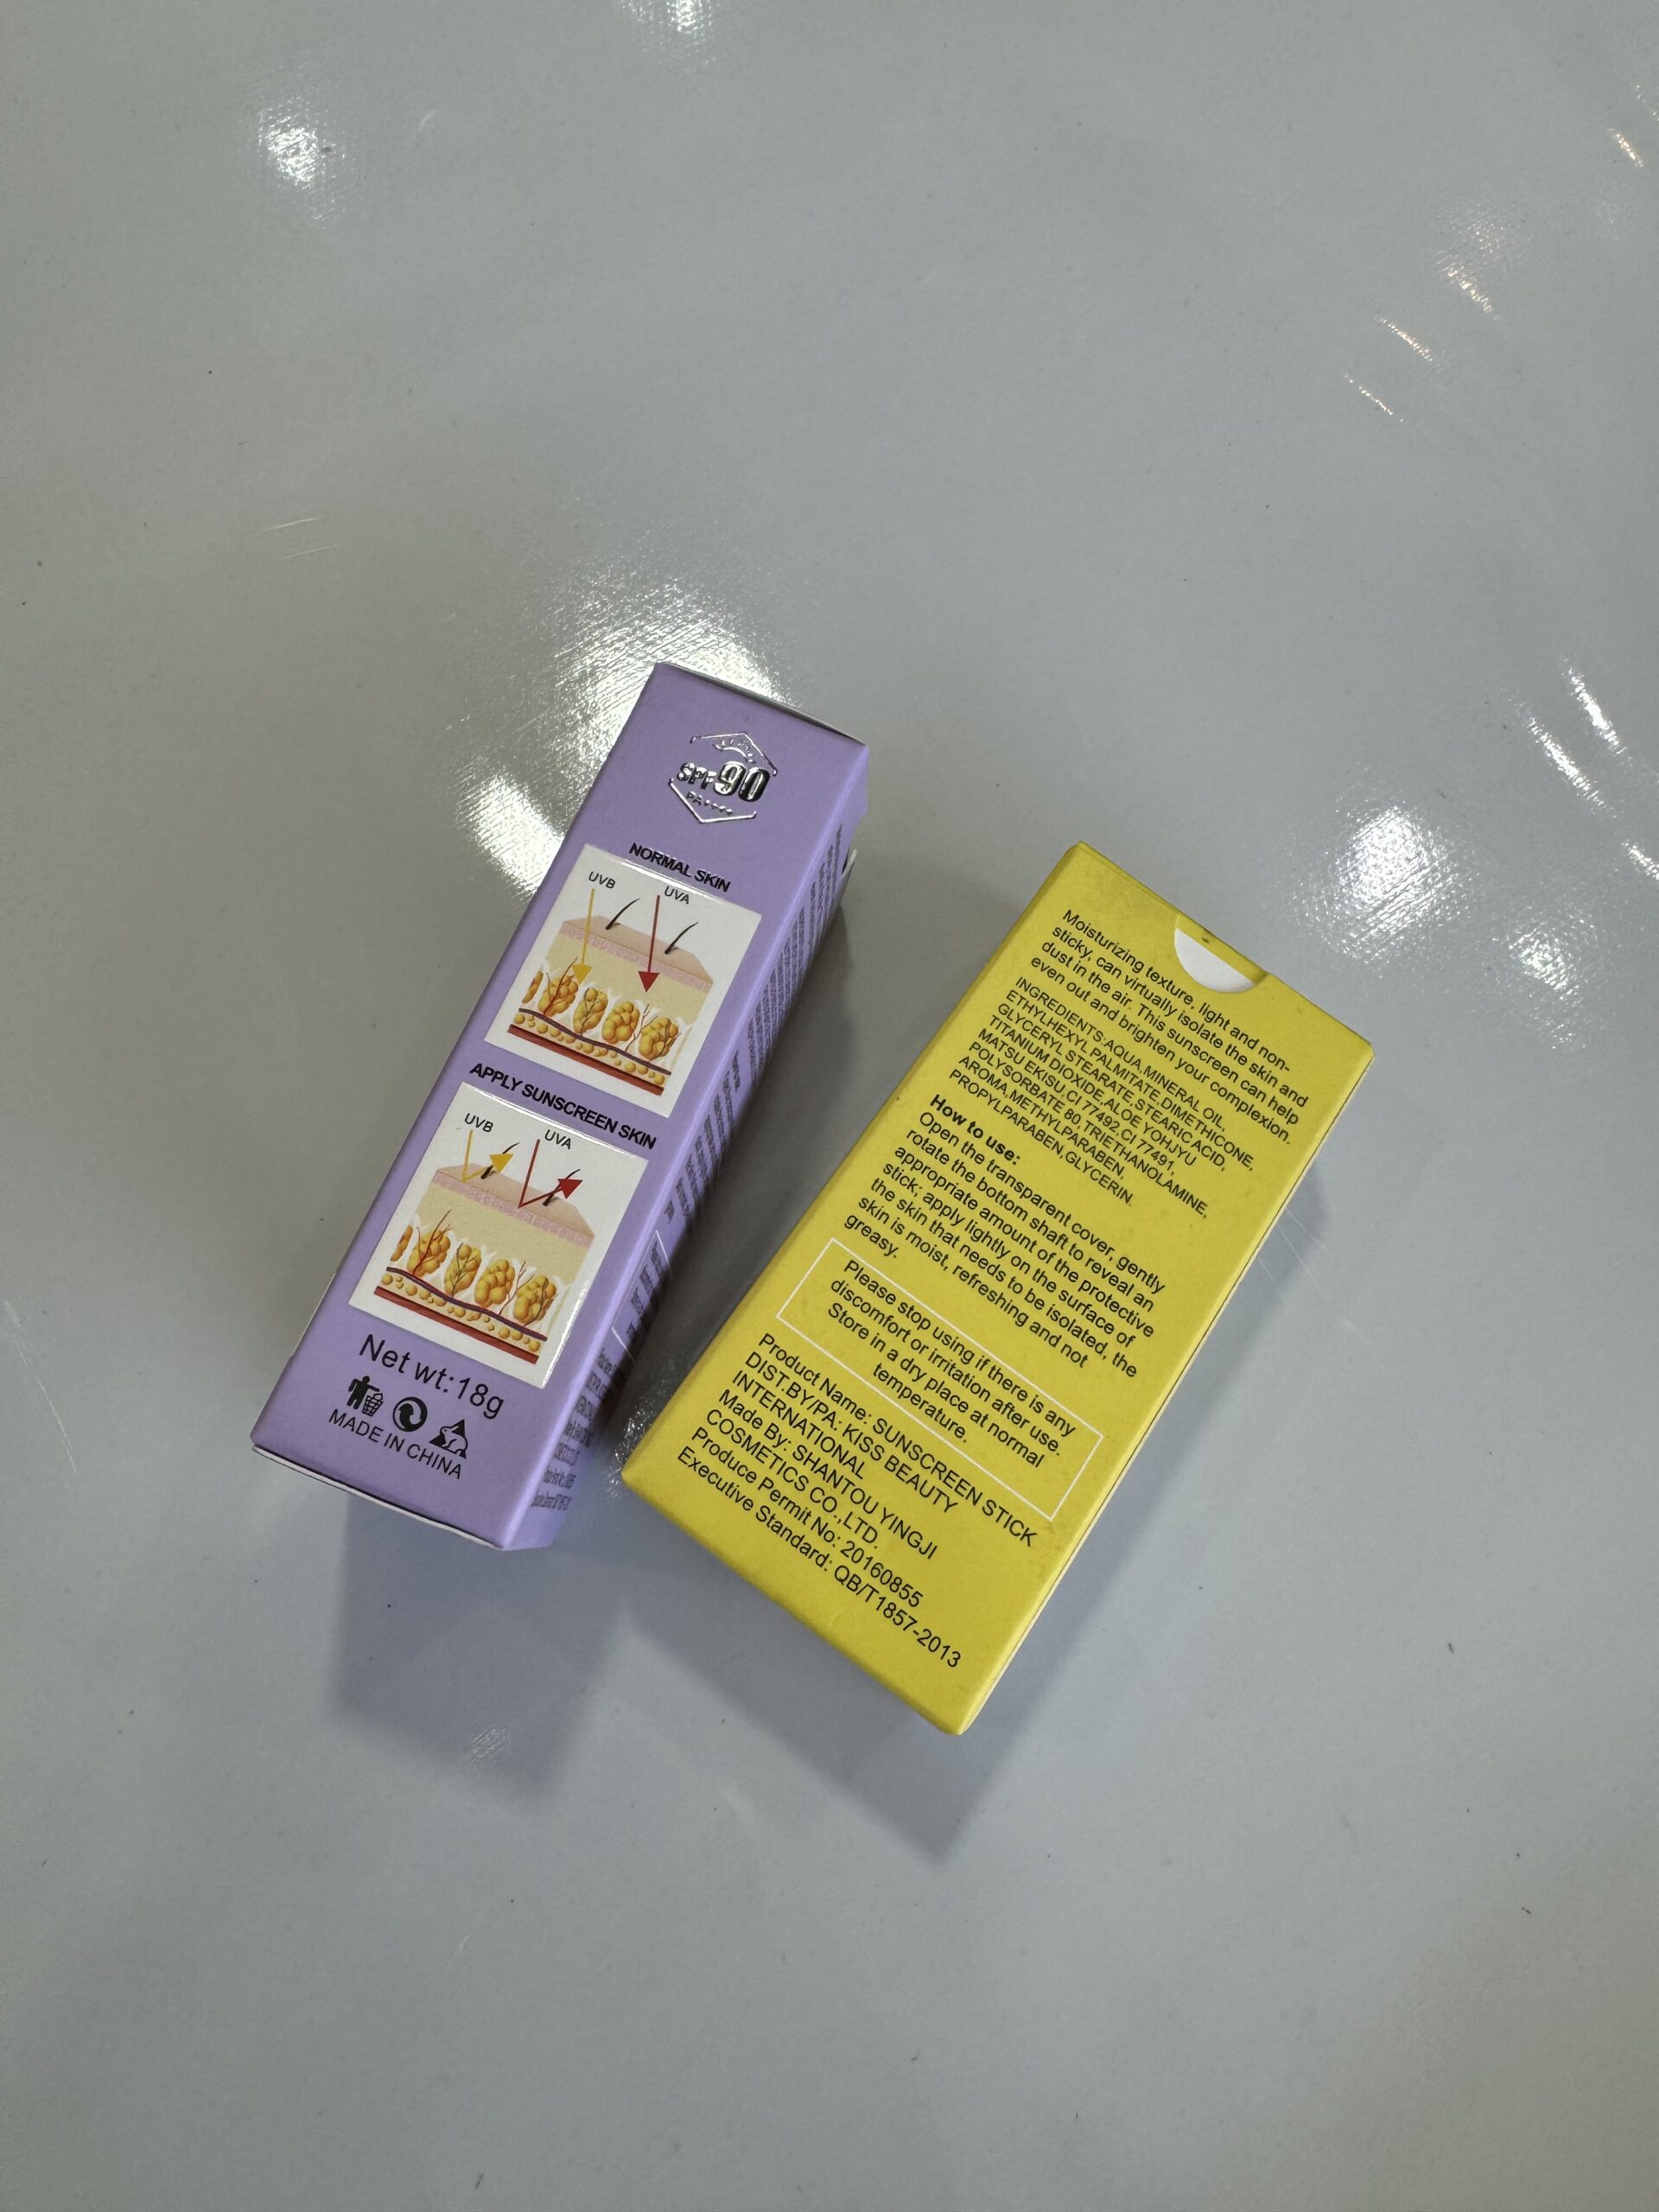 SPF90
PA++++
NORMAL SKIN
UVB
UVA
APPLY SUNSCREEN SKIN
UVB
UVA
Net wt:18g
MADE IN CHINA
Moisturizing texture, light and non-
sticky, can virtually isolate the skin and
dust in the air. This sunscreen can help
even out and brighten your complexion.
INGREDIENTS:AQUA,MINERAL OIL,
ETHYLHEXYL PALMITATE,DIMETHICONE,
GLYCERYL STEARATE,STEARIC ACID,
TITANIUM DIOXIDE,ALOE YOHJYU
MATSU EKISU,CI 77492,CI 77491,
POLYSORBATE 80,TRIETHANOLAMINE,
AROMA,METHYLPARABEN,
PROPYLPARABEN,GLYCERIN.
How to use:
Open the transparent cover, gently
rotate the bottom shaft to reveal an
appropriate amount of the protective
stick; apply lightly on the surface of
the skin that needs to be isolated, the
skin is moist, refreshing and not
greasy.
Please stop using if there is any
discomfort or irritation after use.
Store in a dry place at normal
temperature.
Product Name: SUNSCREEN STICK
DIST.BY/PA: KISS BEAUTY
INTERNATIONAL
Made By: SHANTOU YINGJI
COSMETICS CO.,LTD.
Produce Permit No: 20160855
Executive Standard: QB/T1857-2013